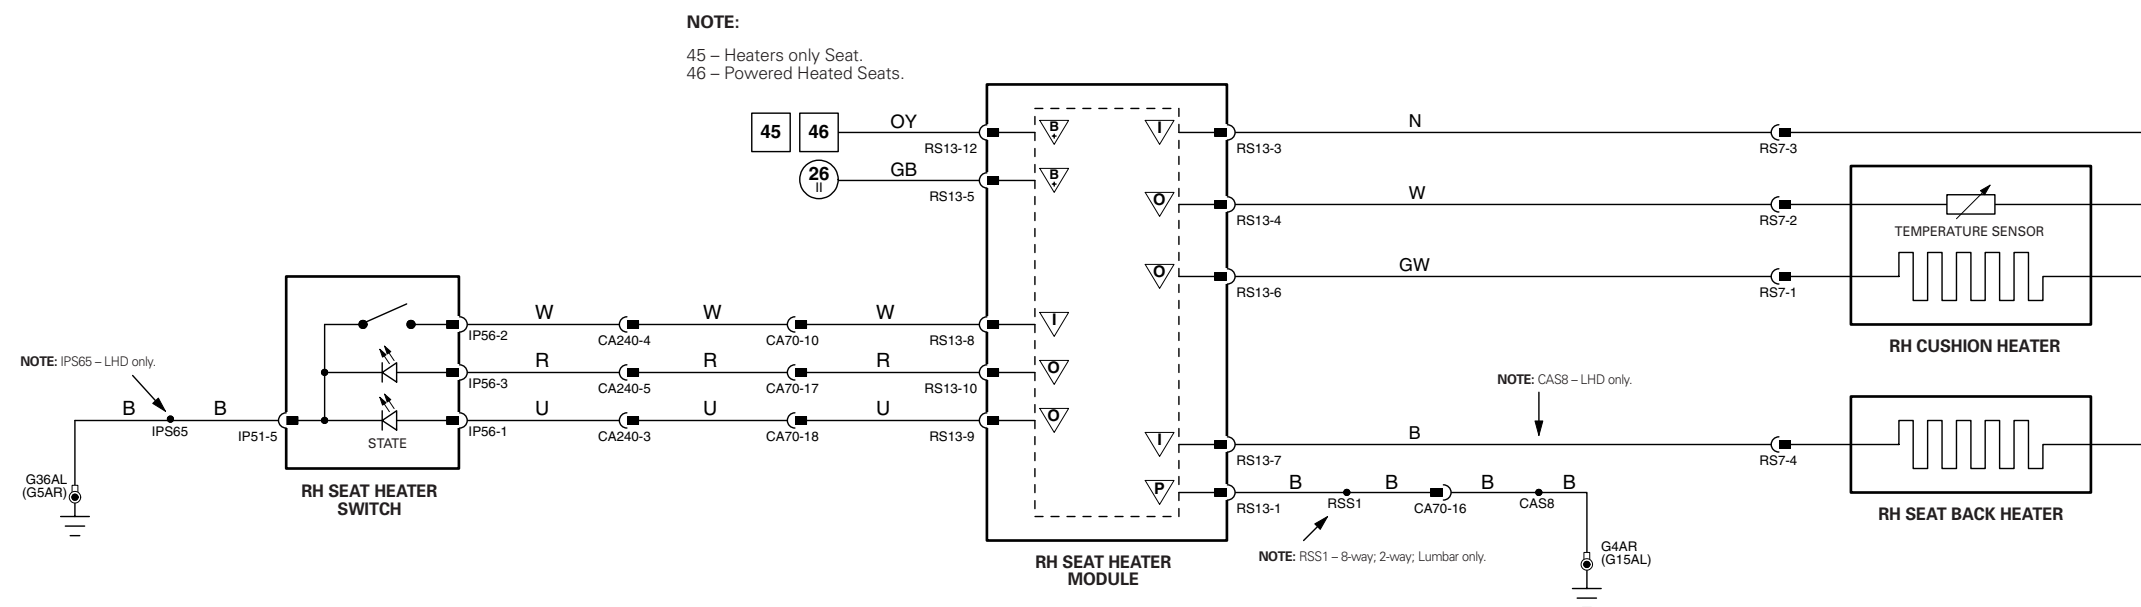 NOTE:
45 – Heaters only Seat.
46 – Powered Heated Seats.
45 46 OY
RS13-12
B+
I
N
RS13-3
RS7-3
26
II
GB
RS13-5
B+
O
W
RS13-4
RS7-2
TEMPERATURE SENSOR
O
GW
RS13-6
RS7-1
RH CUSHION HEATER
W W W
IP56-2 CA240-4 CA70-10 RS13-8
I
NOTE: IPS65 – LHD only.
R R R
IP56-3 CA240-5 CA70-17 RS13-10
O
B B
IPS65 IP51-5
STATE
U U U
IP56-1 CA240-3 CA70-18 RS13-9
O
NOTE: CAS8 – LHD only.
I
B
RS13-7 RS7-4
G36AL
(G5AR)
RH SEAT HEATER
SWITCH
P
B B B B
RS13-1 RSS1 CA70-16 CAS8
RH SEAT BACK HEATER
NOTE: RSS1 – 8-way; 2-way; Lumbar only.
G4AR
(G15AL)
RH SEAT HEATER
MODULE